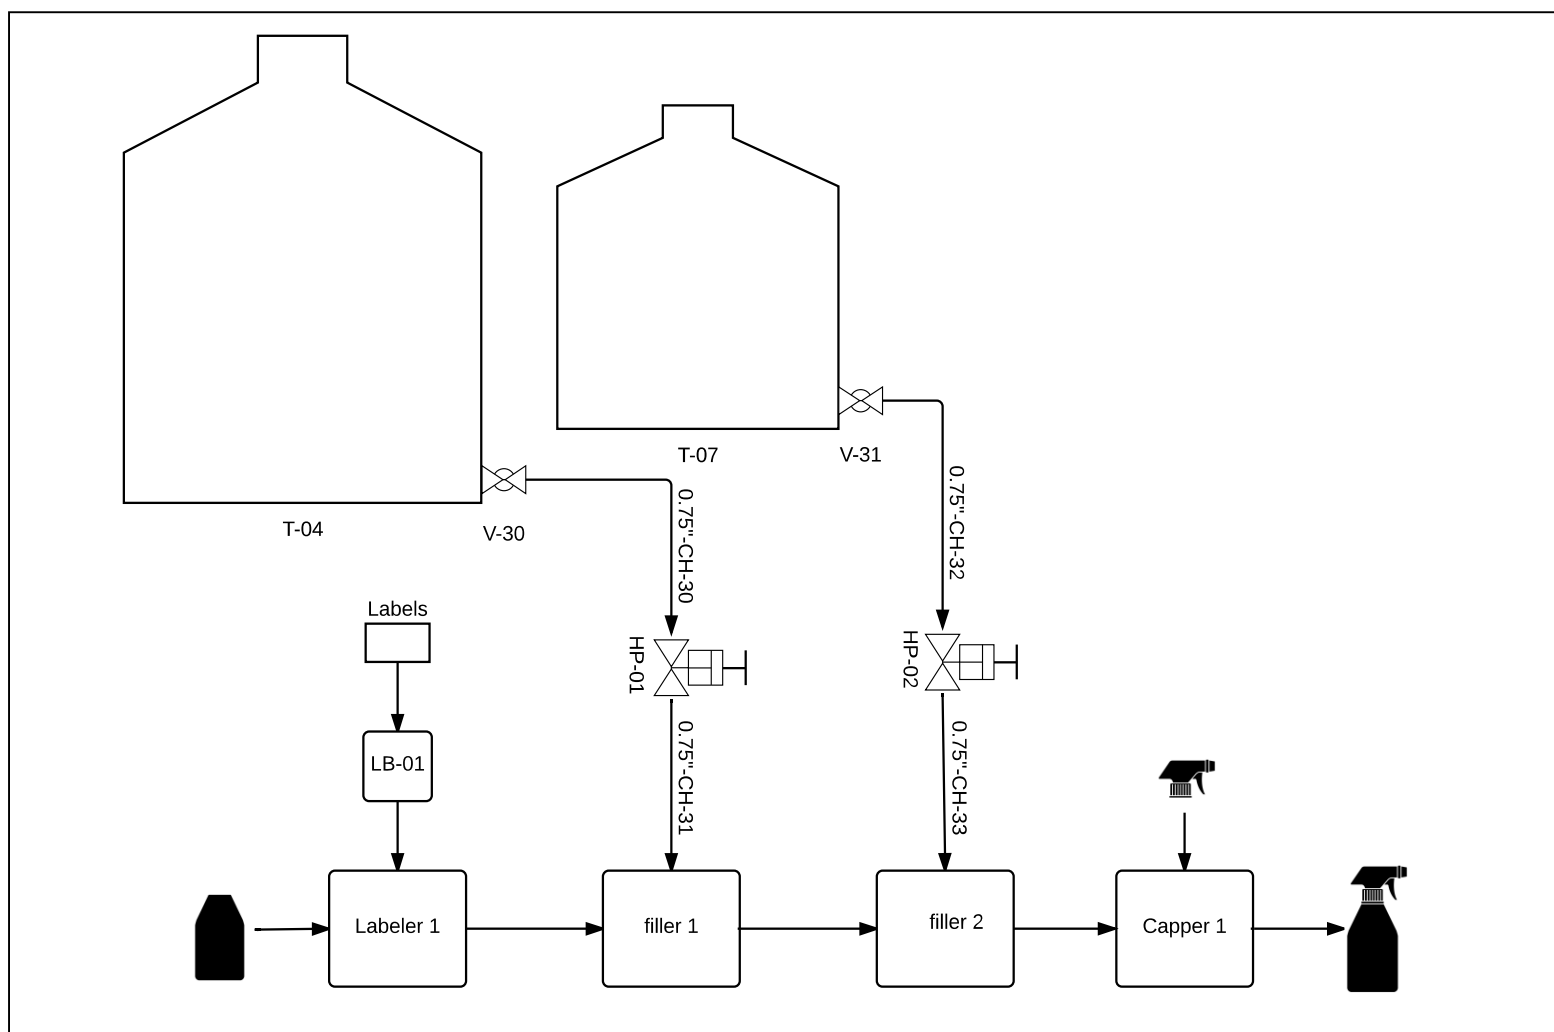 T-07
V-31
T-04
V-30
0.75"-CH-30
0.75"-CH-32
Labels
HP-01
HP-02
LB-01
0.75"-CH-31
0.75"-CH-33
Labeler 1
filler 1
filler 2
Capper 1